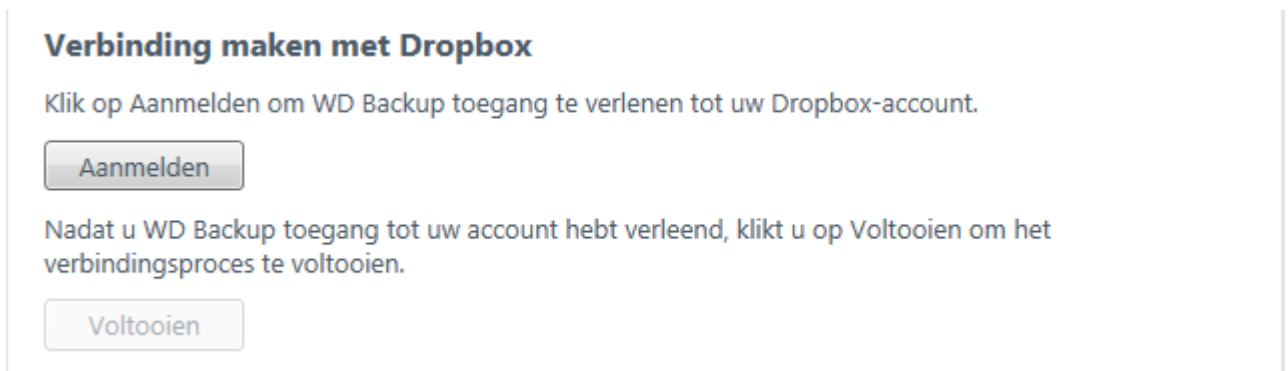 Verbinding maken met Dropbox
Klik op Aanmelden om WD Backup toegang te verlenen tot uw Dropbox-account.
Aanmelden
Nadat u WD Backup toegang tot uw account hebt verleend, klikt u op Voltooien om het
verbindingsproces te voltooien.
Voltooien